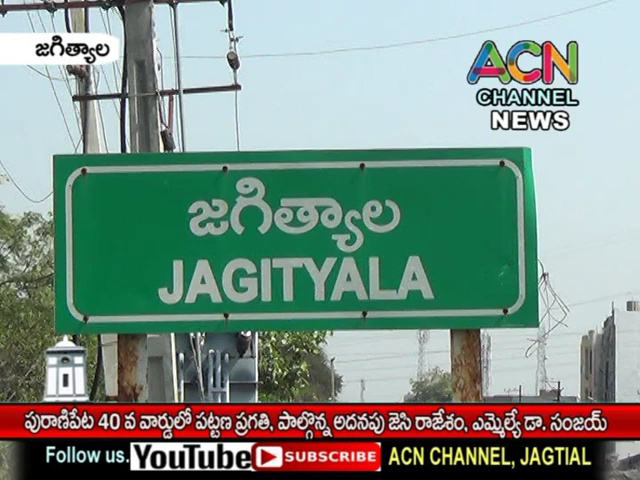 జగిత్యాల
ACN
CHANNEL
NEWS
జగిత్యాల
JAGITYALA
పురాణిపేట 40 వ వార్డులో పట్టణ ప్రగతి, పాల్గొన్న అదనపు జెసి రాజేశం, ఎమ్మెల్యే డా. సంజయ్
Follow us. YouTube SUBSCRIBE ACN CHANNEL, JAGTIAL